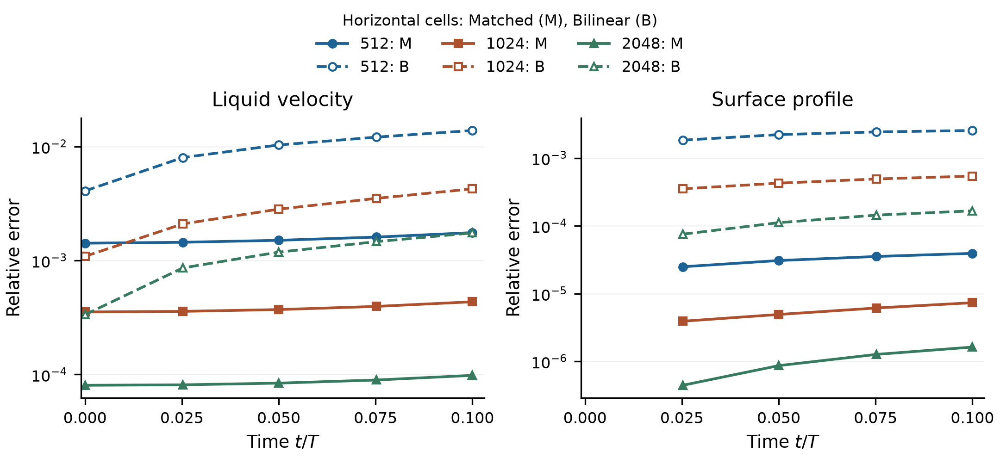 Horizontal cells: Matched (M), Bilinear (B)
512: M 1024: M 2048: M
512: B 1024: B 2048: B
Liquid velocity
Relative error
10⁻²
10⁻³
10⁻⁴
0.000 0.025 0.050 0.075 0.100
Time t/T
Surface profile
Relative error
10⁻³
10⁻⁴
10⁻⁵
10⁻⁶
0.000 0.025 0.050 0.075 0.100
Time t/T